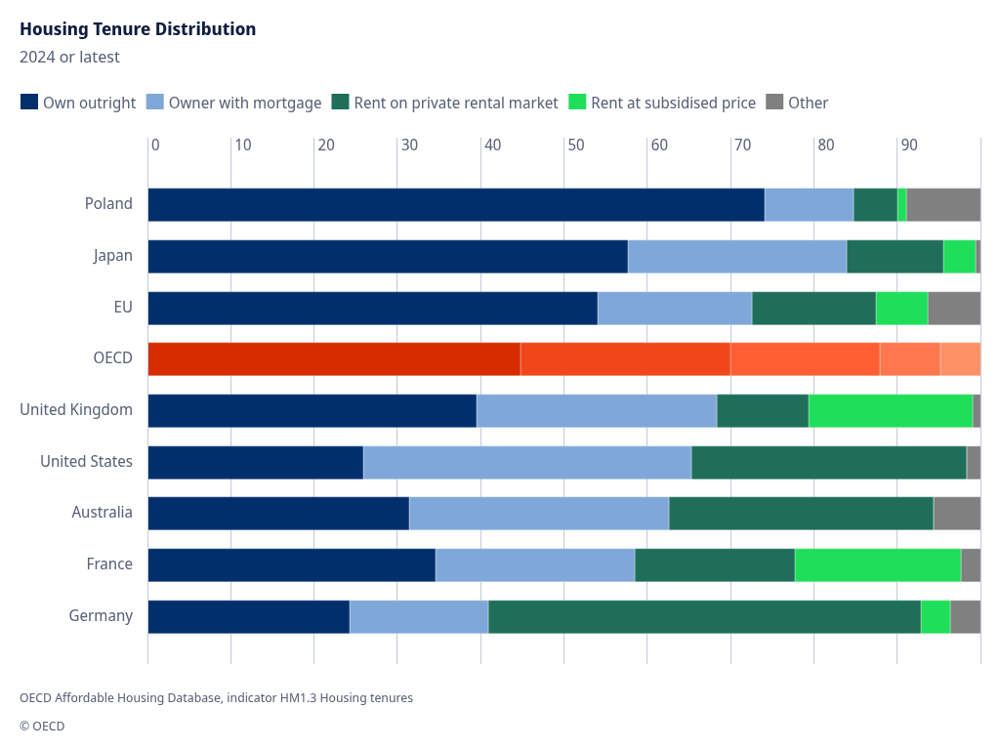 Housing Tenure Distribution
2024 or latest
Own outright Owner with mortgage Rent on private rental market Rent at subsidised price Other
0 10 20 30 40 50 60 70 80 90
Poland
Japan
EU
OECD
United Kingdom
United States
Australia
France
Germany
OECD Affordable Housing Database, indicator HM1.3 Housing tenures
© OECD